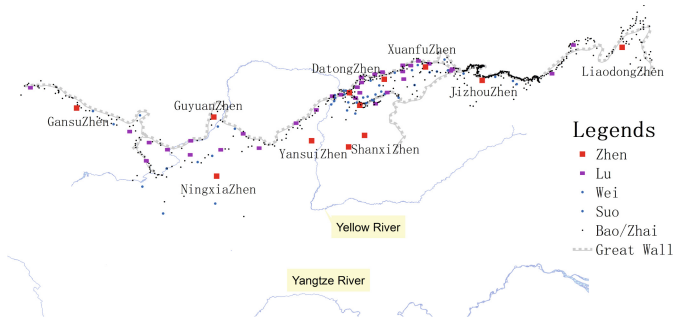 XuanfuZhen
DatongZhen
LiaodongZhen
JizhouZhen
GuyuanZhen
GansuZhen
YansuiZhen
ShanxiZhen
NingxiaZhen
Yellow River
Yangtze River
Legends
Zhen
Lu
Wei
Suo
Bao/Zhai
Great Wall